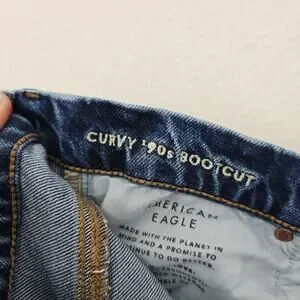 CURVY '90s BOOTCUT
AMERICAN
EAGLE
MADE WITH THE PLANET IN
MIND AND A PROMISE TO
CONTINUE TO DO BETTER.